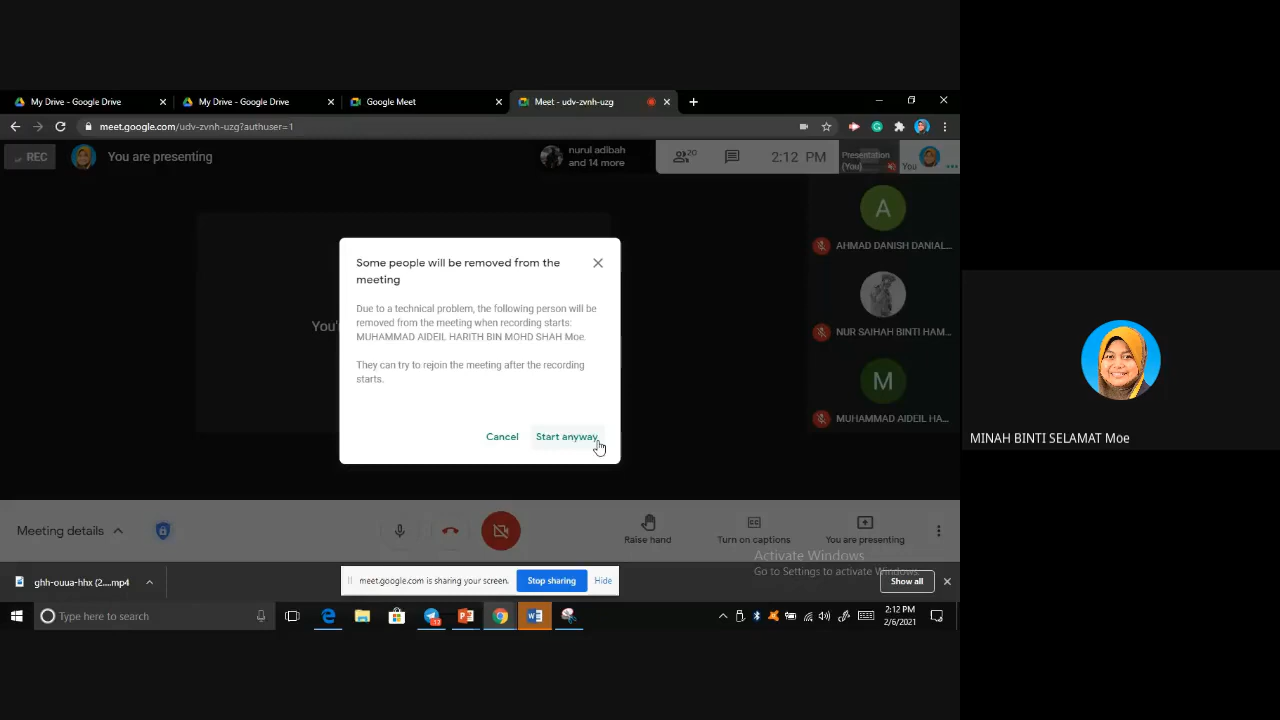 My Drive - Google Drive
My Drive - Google Drive
Google Meet
Meet - udv-zvnh-uzg
meet.google.com/udv-zvnh-uzg?authuser=1
REC
You are presenting
nurul adibah
and 14 more
20
2:12 PM
Presentation
(You)
You
A
AHMAD DANISH DANIAL...
NUR SAIHAH BINTI HAM...
M
MUHAMMAD AIDEIL HA...
You'
Some people will be removed from the
meeting
Due to a technical problem, the following person will be
removed from the meeting when recording starts:
MUHAMMAD AIDEIL HARITH BIN MOHD SHAH Moe.
They can try to rejoin the meeting after the recording
starts.
Cancel
Start anyway
MINAH BINTI SELAMAT Moe
Meeting details
Raise hand
Turn on captions
You are presenting
Activate Windows
Go to Settings to activate Windows.
ghh-ouua-hhx (2....mp4
meet.google.com is sharing your screen.
Stop sharing
Hide
Show all
Type here to search
2:12 PM
2/6/2021